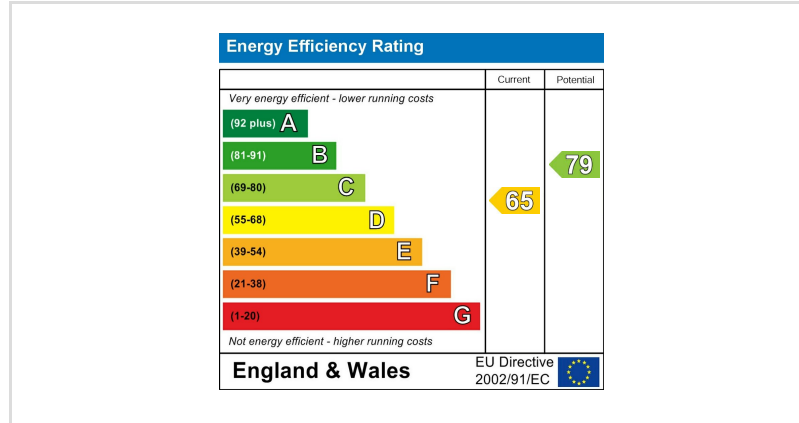 Energy Efficiency Rating
Current Potential
Very energy efficient - lower running costs
(92 plus) A
(81-91) B
79
(69-80) C
65
(55-68) D
(39-54) E
(21-38) F
(1-20) G
Not energy efficient - higher running costs
England & Wales
EU Directive
2002/91/EC